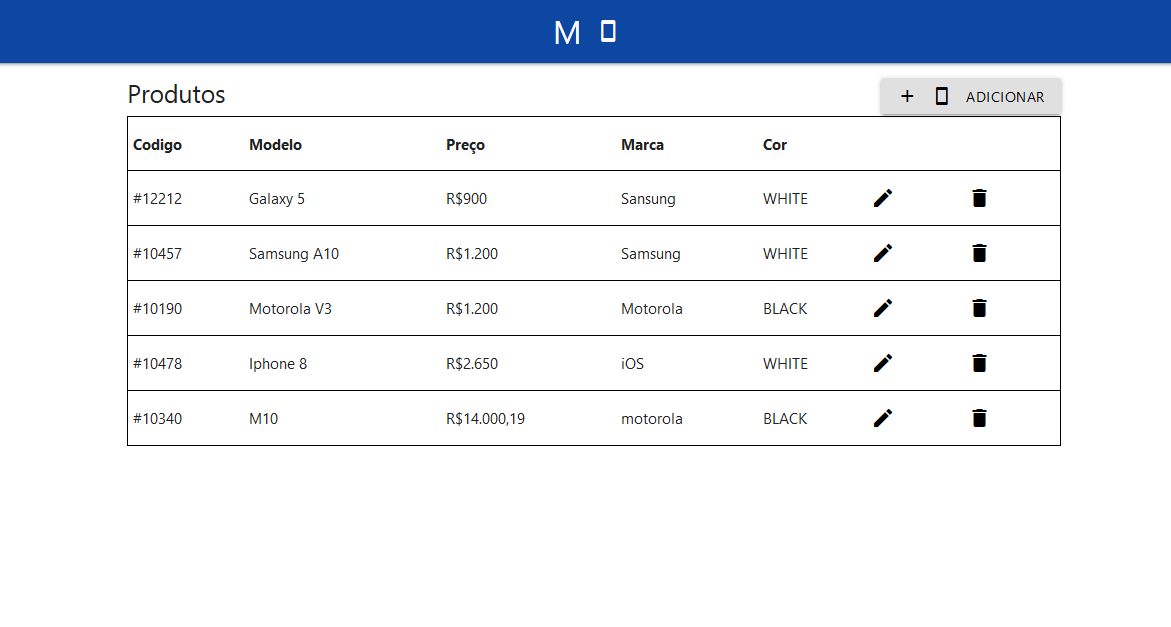 M
Produtos
+ ADICIONAR
Codigo Modelo Preço Marca Cor
#12212 Galaxy 5 R$900 Sansung WHITE
#10457 Samsung A10 R$1.200 Samsung WHITE
#10190 Motorola V3 R$1.200 Motorola BLACK
#10478 Iphone 8 R$2.650 iOS WHITE
#10340 M10 R$14.000,19 motorola BLACK